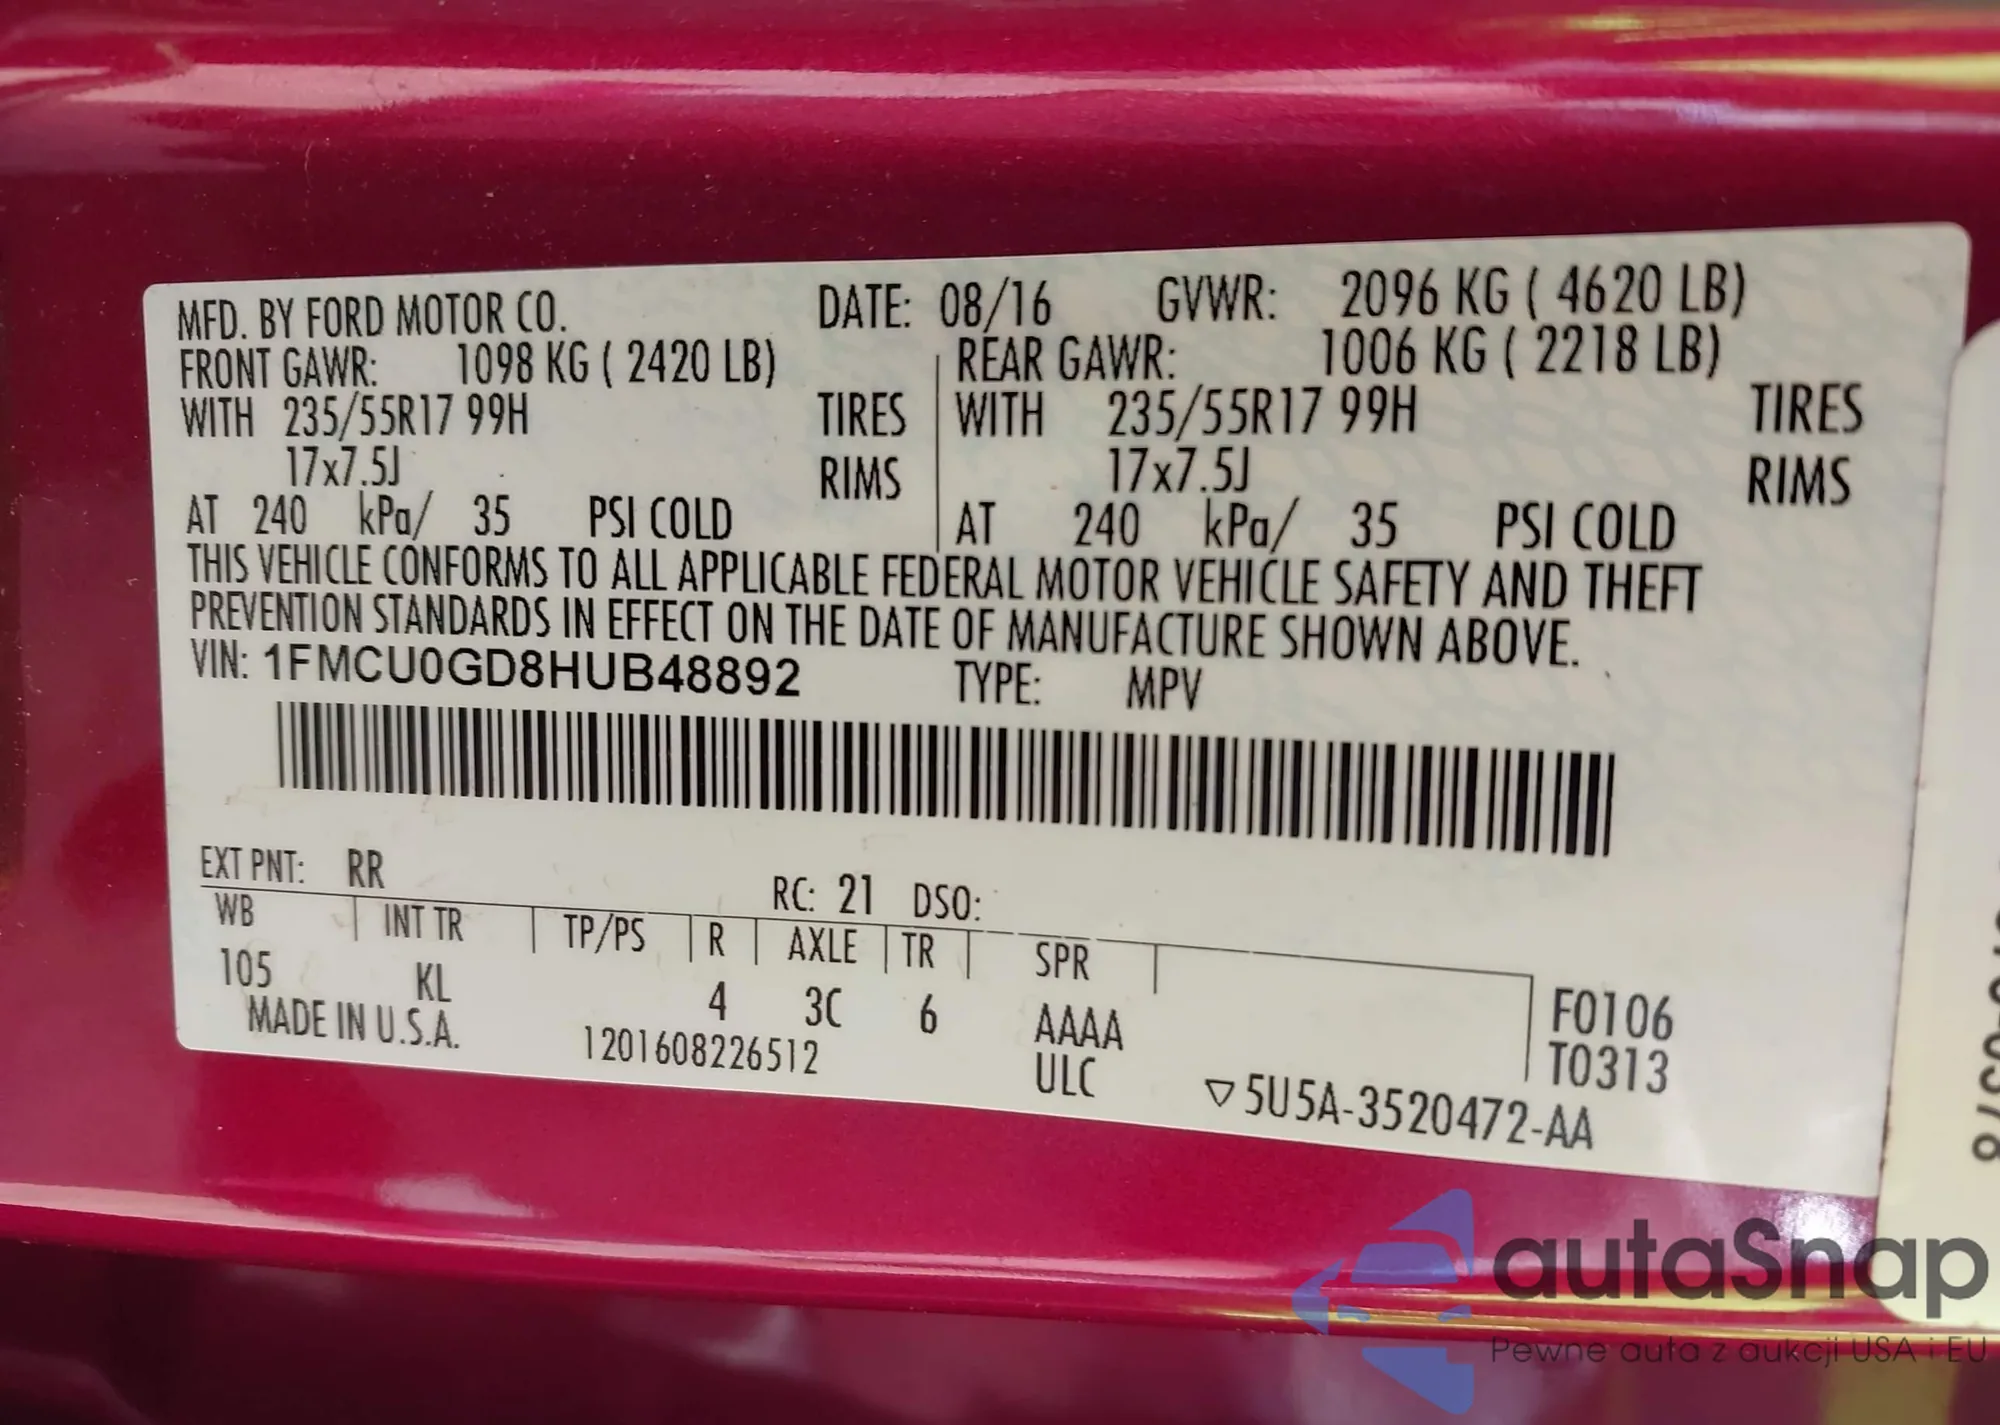 MFD. BY FORD MOTOR CO. DATE: 08/16 GVWR: 2096 KG ( 4620 LB)
FRONT GAWR: 1098 KG ( 2420 LB) REAR GAWR: 1006 KG ( 2218 LB)
WITH 235/55R17 99H TIRES WITH 235/55R17 99H TIRES
17x7.5J RIMS 17x7.5J RIMS
AT 240 kPa/ 35 PSI COLD AT 240 kPa/ 35 PSI COLD
THIS VEHICLE CONFORMS TO ALL APPLICABLE FEDERAL MOTOR VEHICLE SAFETY AND THEFT
PREVENTION STANDARDS IN EFFECT ON THE DATE OF MANUFACTURE SHOWN ABOVE.
VIN: 1FMCU0GD8HUB48892 TYPE: MPV
EXT PNT: RR RC: 21 DSO:
WB INT TR TP/PS R AXLE TR SPR
105 KL 4 3C 6 AAAA F0106
MADE IN U.S.A. 1201608226512 ULC T0313
▽5U5A-3520472-AA
autaSnap
Pewne auta z aukcji USA i EU